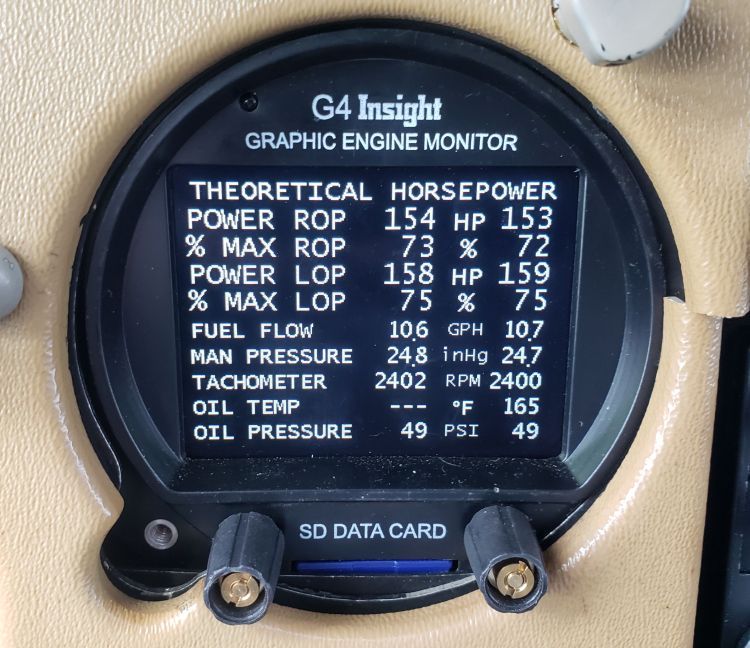 G4 Insight
GRAPHIC ENGINE MONITOR
THEORETICAL HORSEPOWER
POWER ROP 154 HP 153
% MAX ROP 73 % 72
POWER LOP 158 HP 159
% MAX LOP 75 % 75
FUEL FLOW 10.6 GPH 10.7
MAN PRESSURE 24.8 inHg 24.7
TACHOMETER 2402 RPM 2400
OIL TEMP --- °F 165
OIL PRESSURE 49 PSI 49
SD DATA CARD